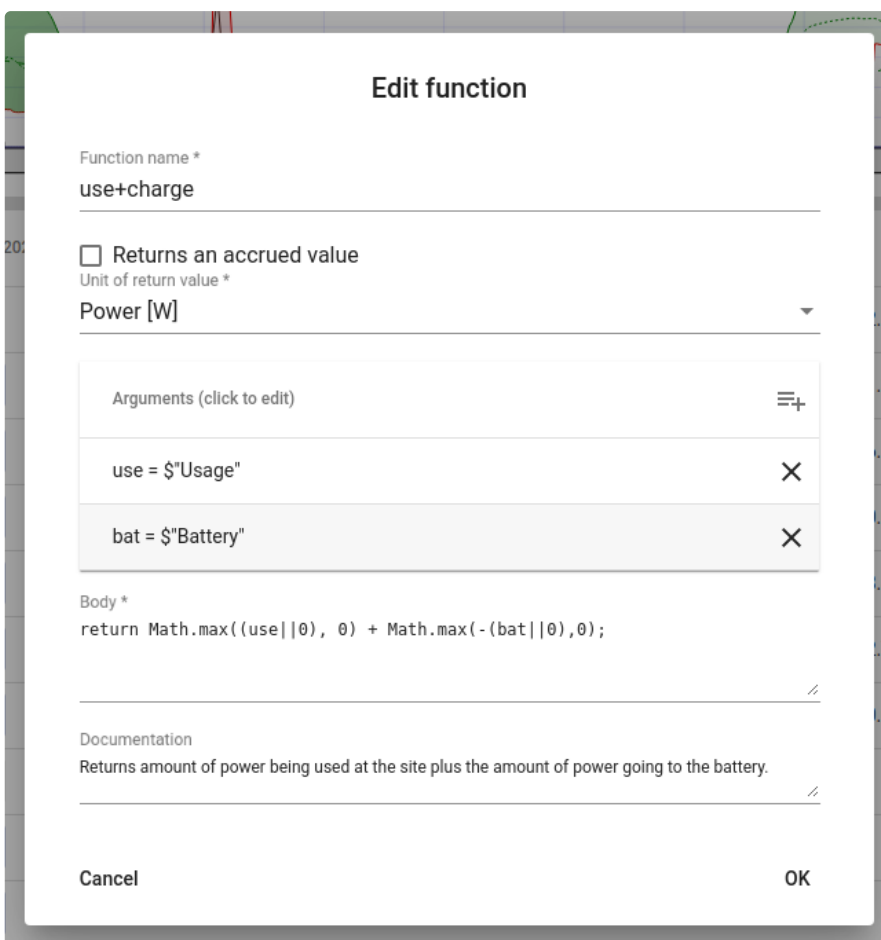 Edit function
Function name *
use+charge
Returns an accrued value
Unit of return value *
Power [W]
Arguments (click to edit)
use = $"Usage"
bat = $"Battery"
Body *
return Math.max((use||0), 0) + Math.max(-(bat||0),0);
Documentation
Returns amount of power being used at the site plus the amount of power going to the battery.
Cancel
OK